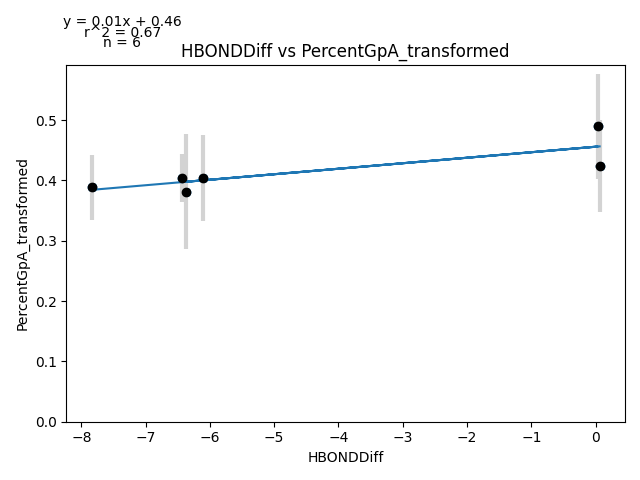 y = 0.01x + 0.46
r^2 = 0.67
n = 6
HBONDDiff vs PercentGpA_transformed
PercentGpA_transformed
0.5
0.4
0.3
0.2
0.1
0.0
−8 −7 −6 −5 −4 −3 −2 −1 0
HBONDDiff